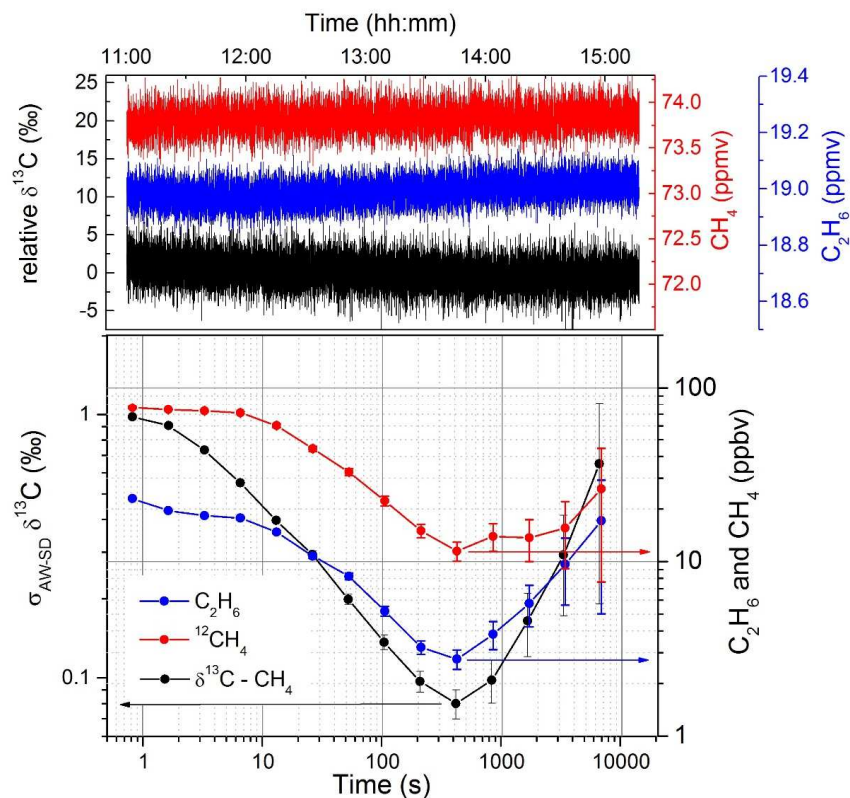 Time (hh:mm)
11:00 12:00 13:00 14:00 15:00
relative δ¹³C (‰)
25
20
15
10
5
0
-5
74.0
73.5
73.0
72.5
72.0
CH₄ (ppmv)
19.4
19.2
19.0
18.8
18.6
C₂H₆ (ppmv)
σ_AW-SD δ¹³C (‰)
1
0.1
C₂H₆
¹²CH₄
δ¹³C - CH₄
100
10
1
C₂H₆ and CH₄ (ppbv)
1 10 100 1000 10000
Time (s)